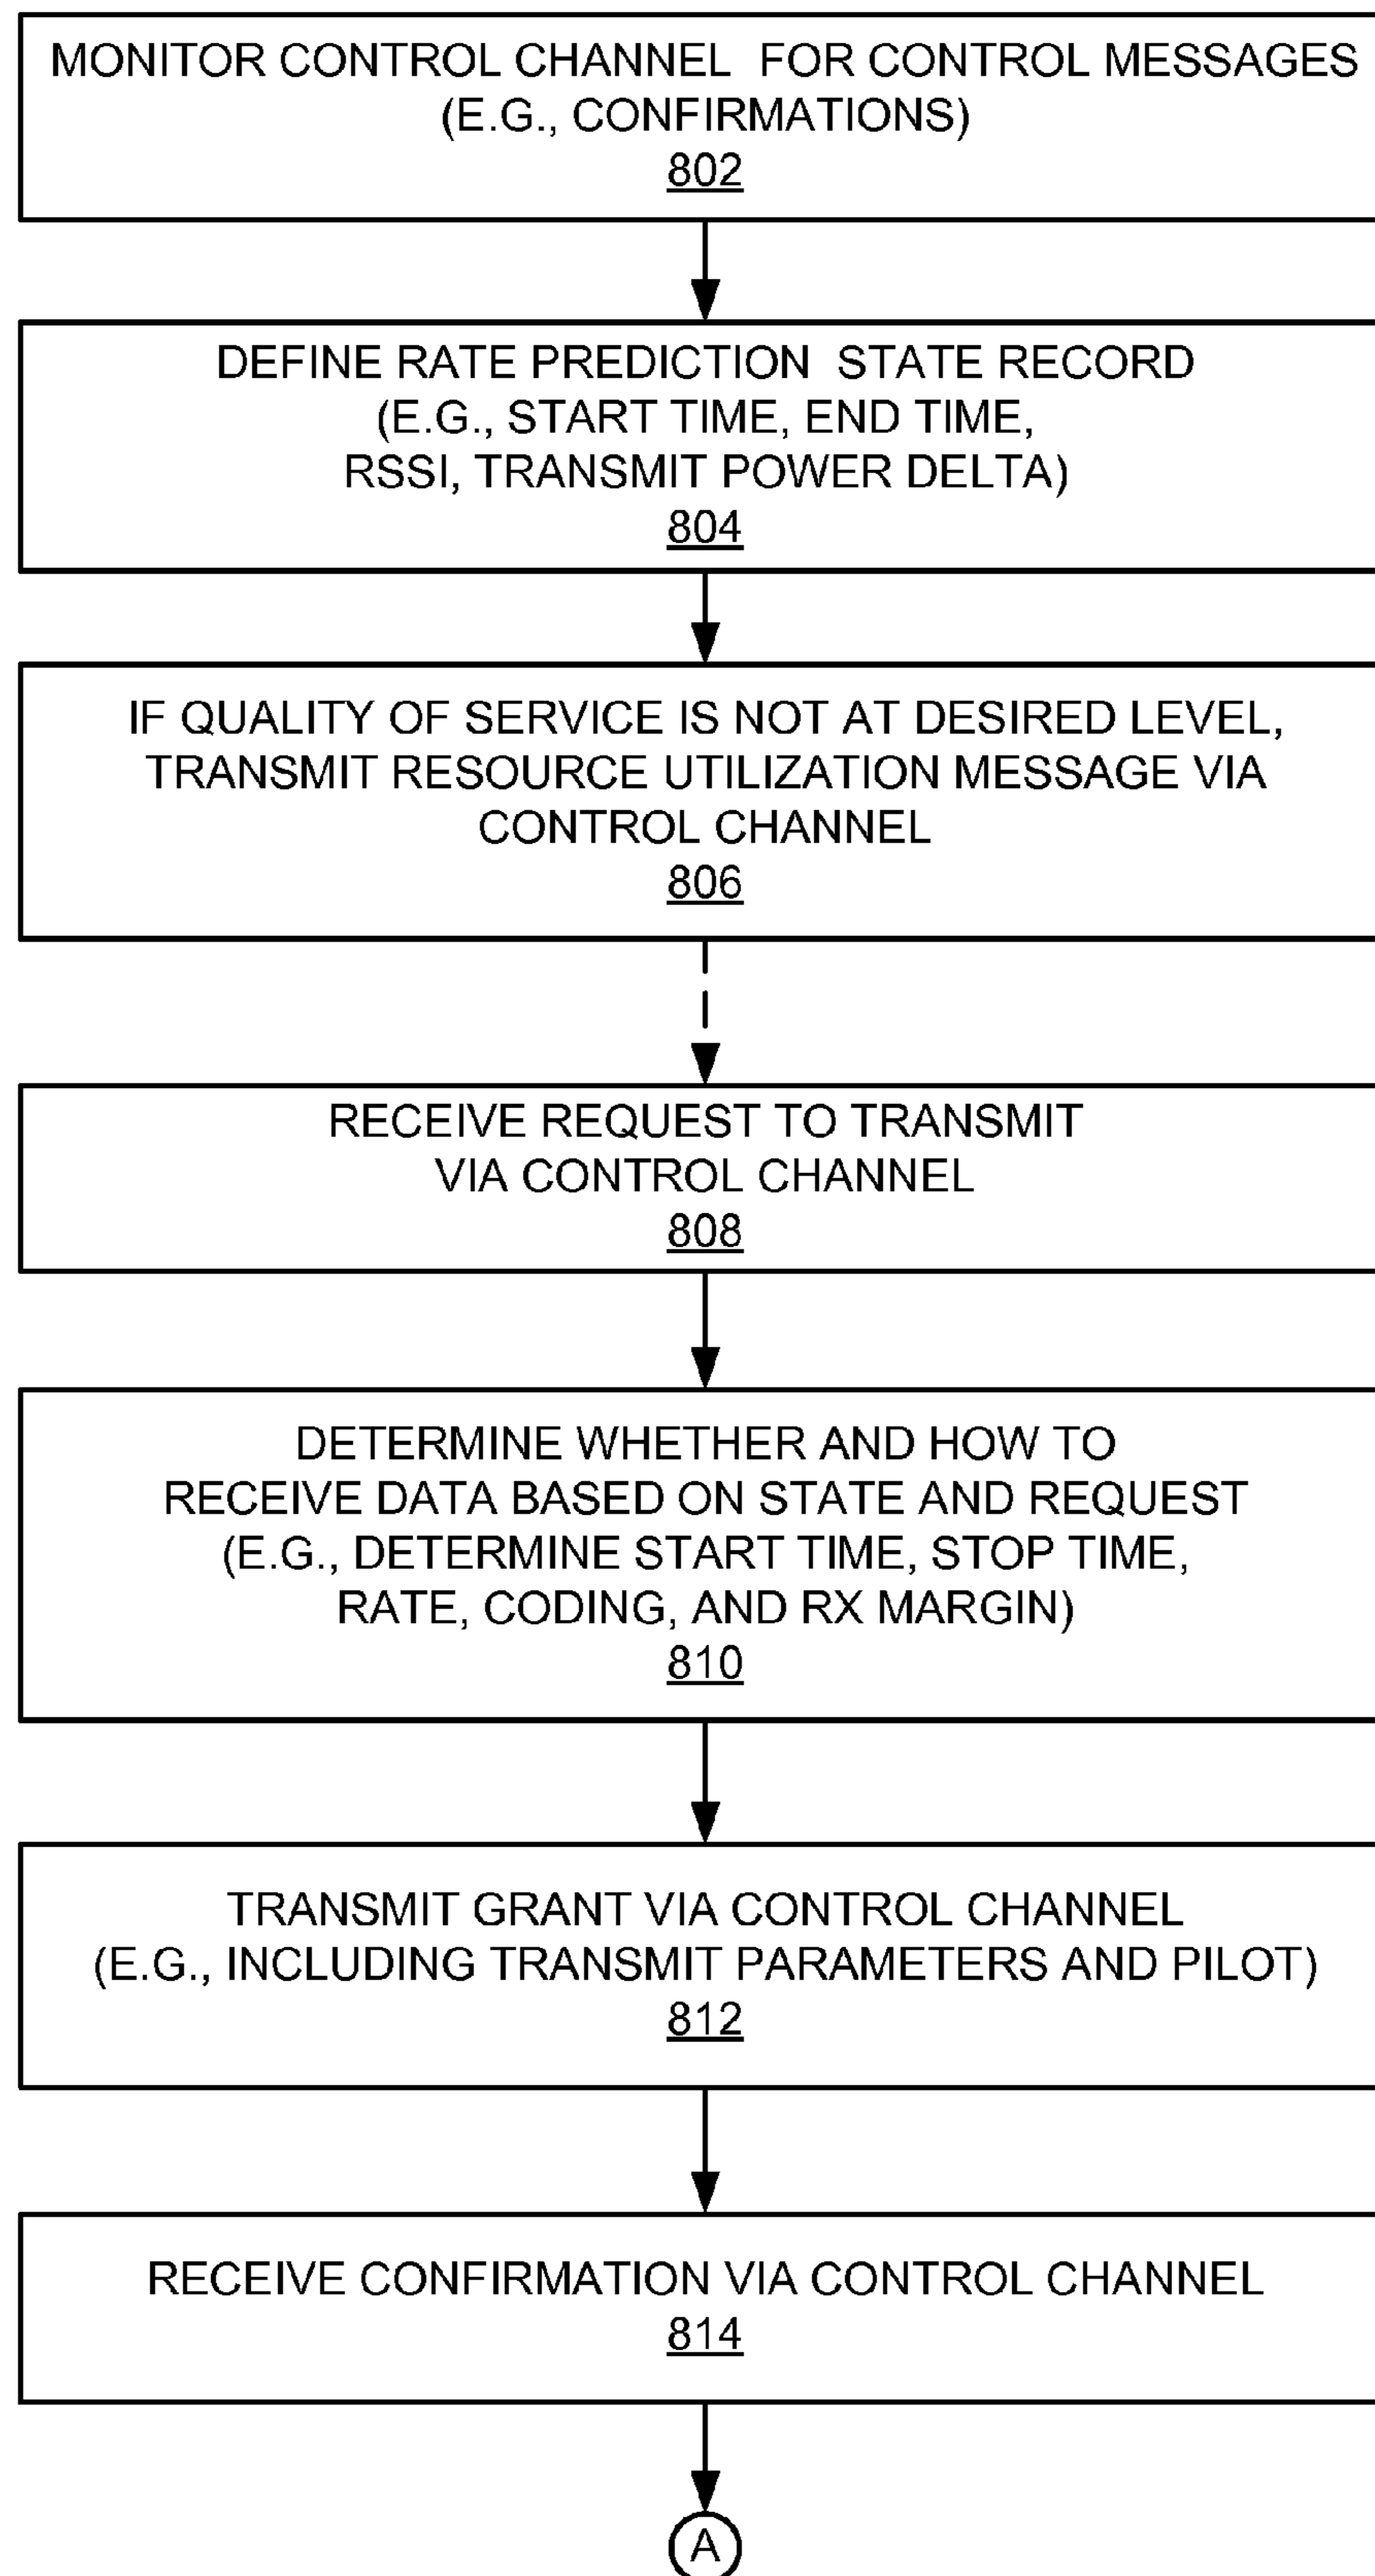 MONITOR CONTROL CHANNEL FOR CONTROL MESSAGES
(E.G., CONFIRMATIONS)
802
DEFINE RATE PREDICTION STATE RECORD
(E.G., START TIME, END TIME,
RSSI, TRANSMIT POWER DELTA)
804
IF QUALITY OF SERVICE IS NOT AT DESIRED LEVEL,
TRANSMIT RESOURCE UTILIZATION MESSAGE VIA
CONTROL CHANNEL
806
RECEIVE REQUEST TO TRANSMIT
VIA CONTROL CHANNEL
808
DETERMINE WHETHER AND HOW TO
RECEIVE DATA BASED ON STATE AND REQUEST
(E.G., DETERMINE START TIME, STOP TIME,
RATE, CODING, AND RX MARGIN)
810
TRANSMIT GRANT VIA CONTROL CHANNEL
(E.G., INCLUDING TRANSMIT PARAMETERS AND PILOT)
812
RECEIVE CONFIRMATION VIA CONTROL CHANNEL
814
A